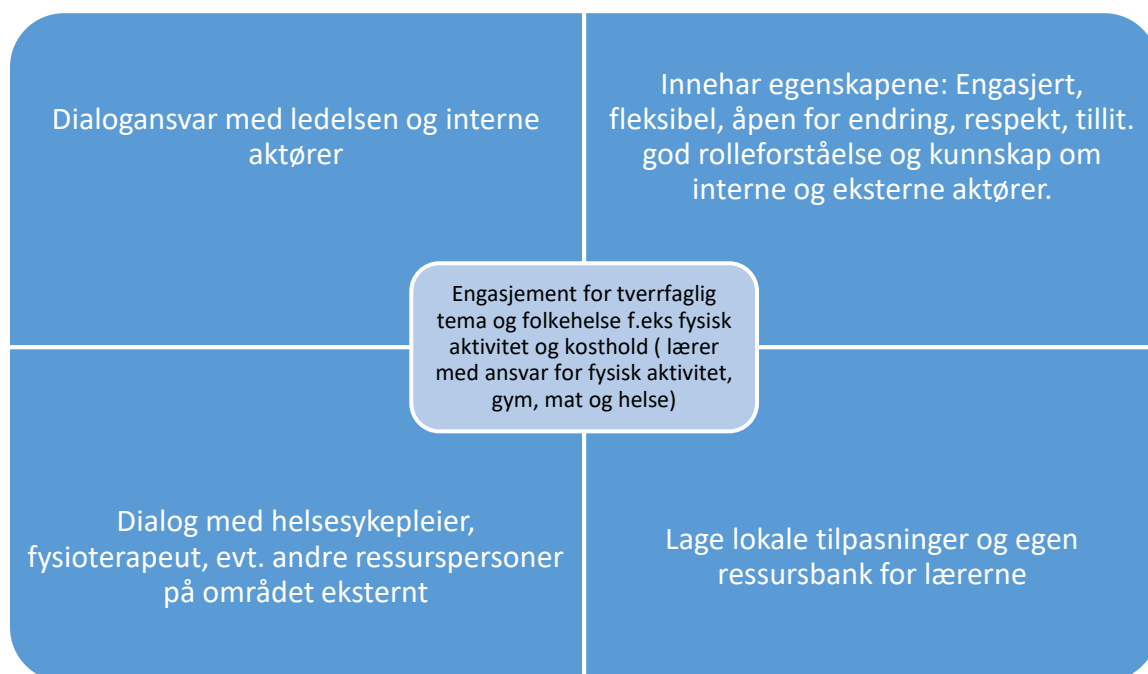 Dialogansvar med ledelsen og interne
aktører
Innehar egenskapene: Engasjert,
fleksibel, åpen for endring, respekt, tillit.
god rolleforståelse og kunnskap om
interne og eksterne aktører.
Engasjement for tverrfaglig
tema og folkehelse f.eks fysisk
aktivitet og kosthold ( lærer
med ansvar for fysisk aktivitet,
gym, mat og helse)
Dialog med helsesykepleier,
fysioterapeut, evt. andre ressurspersoner
på området eksternt
Lage lokale tilpasninger og egen
ressursbank for lærerne